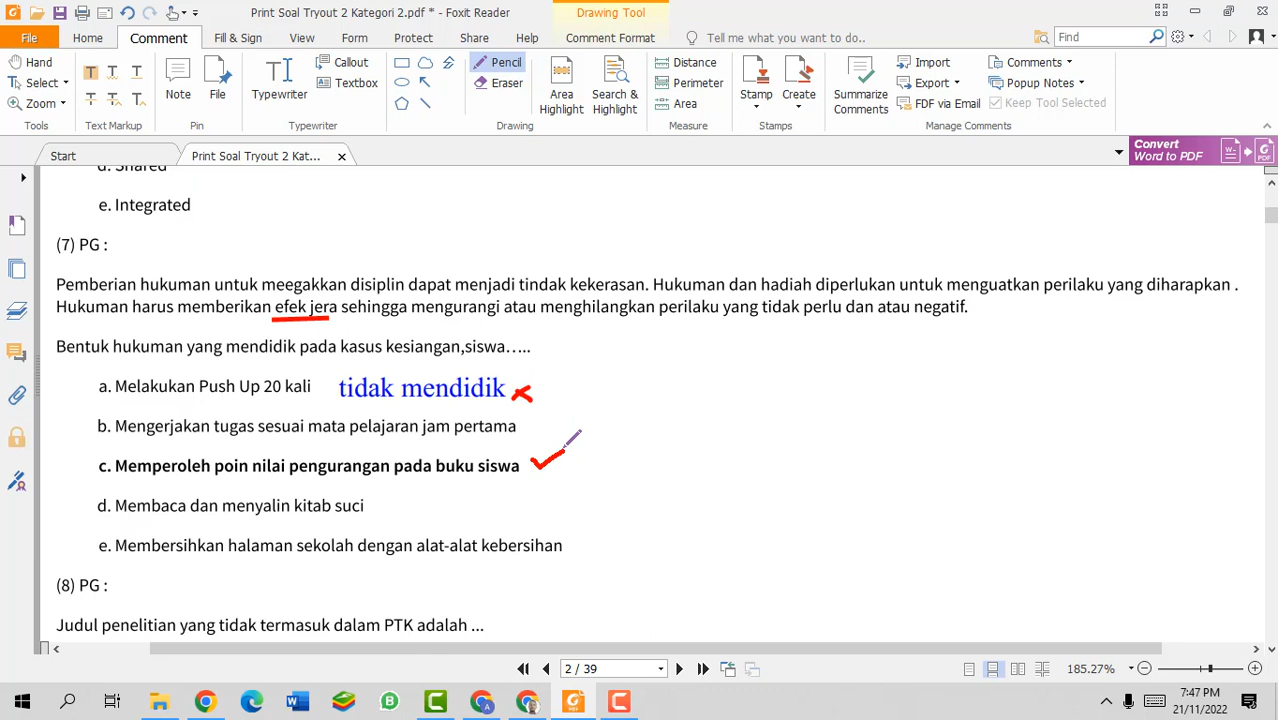 Print Soal Tryout 2 Kategori 2.pdf * - Foxit Reader
Drawing Tool
File Home Comment Fill & Sign View Form Protect Share Help Comment Format Tell me what you want to do.. Find
Hand
Select
Zoom
Tools
Text Markup
Note
File
Pin
Typewriter
Callout
Textbox
Typewriter
Pencil
Eraser
Area Highlight
Search & Highlight
Drawing
Distance
Perimeter
Area
Measure
Stamp
Create
Stamps
Summarize Comments
Import
Export
FDF via Email
Comments
Popup Notes
Keep Tool Selected
Manage Comments
Start
Print Soal Tryout 2 Kat...
Convert
Word to PDF
d. Shared
e. Integrated
(7) PG :
Pemberian hukuman untuk meegakkan disiplin dapat menjadi tindak kekerasan. Hukuman dan hadiah diperlukan untuk menguatkan perilaku yang diharapkan .
Hukuman harus memberikan efek jera sehingga mengurangi atau menghilangkan perilaku yang tidak perlu dan atau negatif.
Bentuk hukuman yang mendidik pada kasus kesiangan,siswa…..
a. Melakukan Push Up 20 kali tidak mendidik
b. Mengerjakan tugas sesuai mata pelajaran jam pertama
c. Memperoleh poin nilai pengurangan pada buku siswa
d. Membaca dan menyalin kitab suci
e. Membersihkan halaman sekolah dengan alat-alat kebersihan
(8) PG :
Judul penelitian yang tidak termasuk dalam PTK adalah ...
2 / 39
185.27%
7:47 PM
21/11/2022